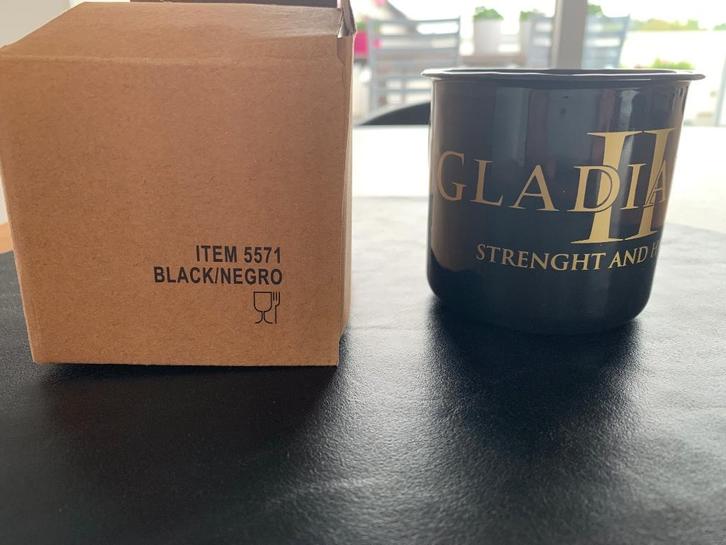 ITEM 5571
BLACK/NEGRO
GLADIA
II
STRENGHT AND H